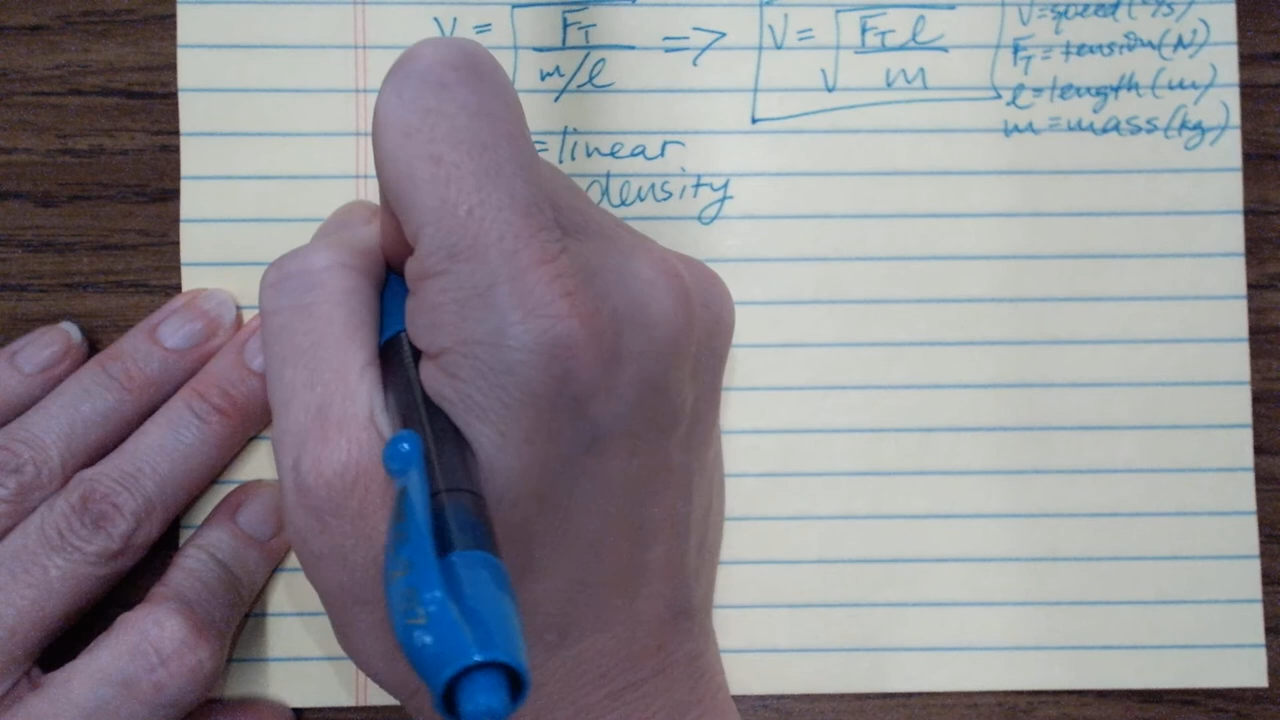 V = √(F_T / (m/l)) => V = √(F_T l / m)
V=speed(m/s)
F_T=tension(N)
l=length(m)
m=mass(kg)
=linear
density